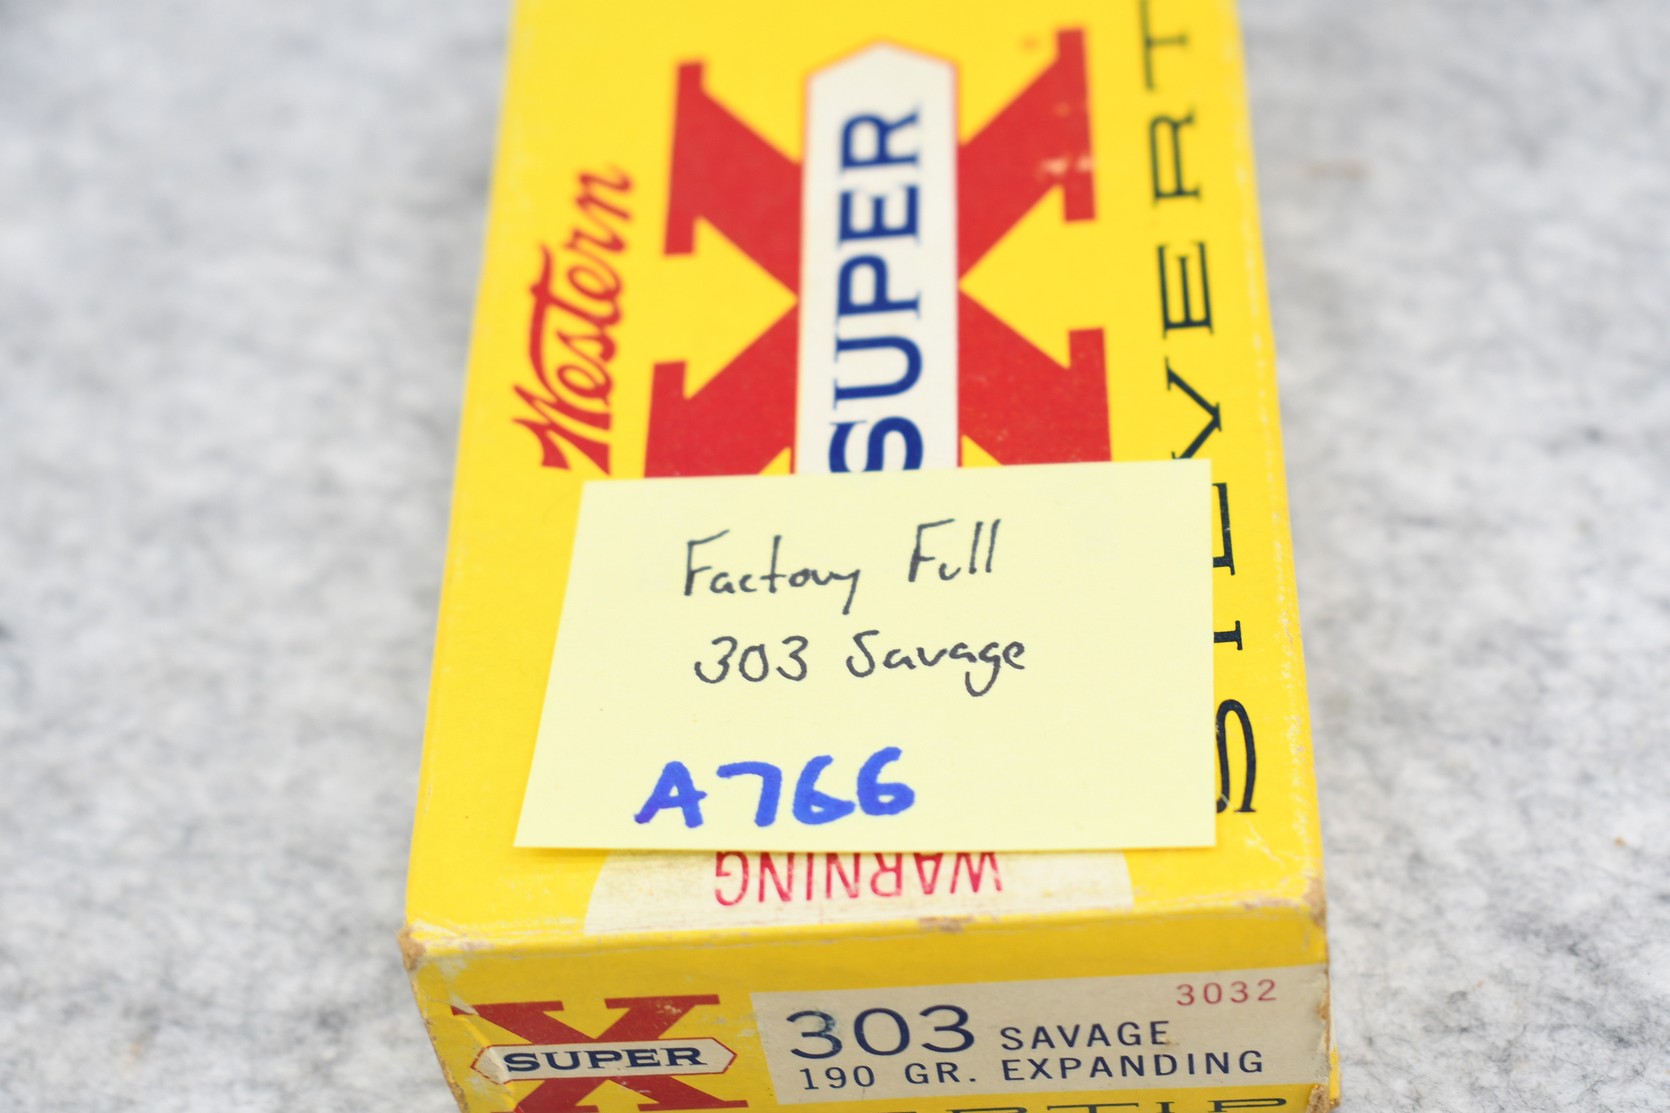 Western
SUPER
X
SILVERT
Factory Full
303 Savage
A766
WARNING
X
SUPER
3032
303 SAVAGE
190 GR. EXPANDING